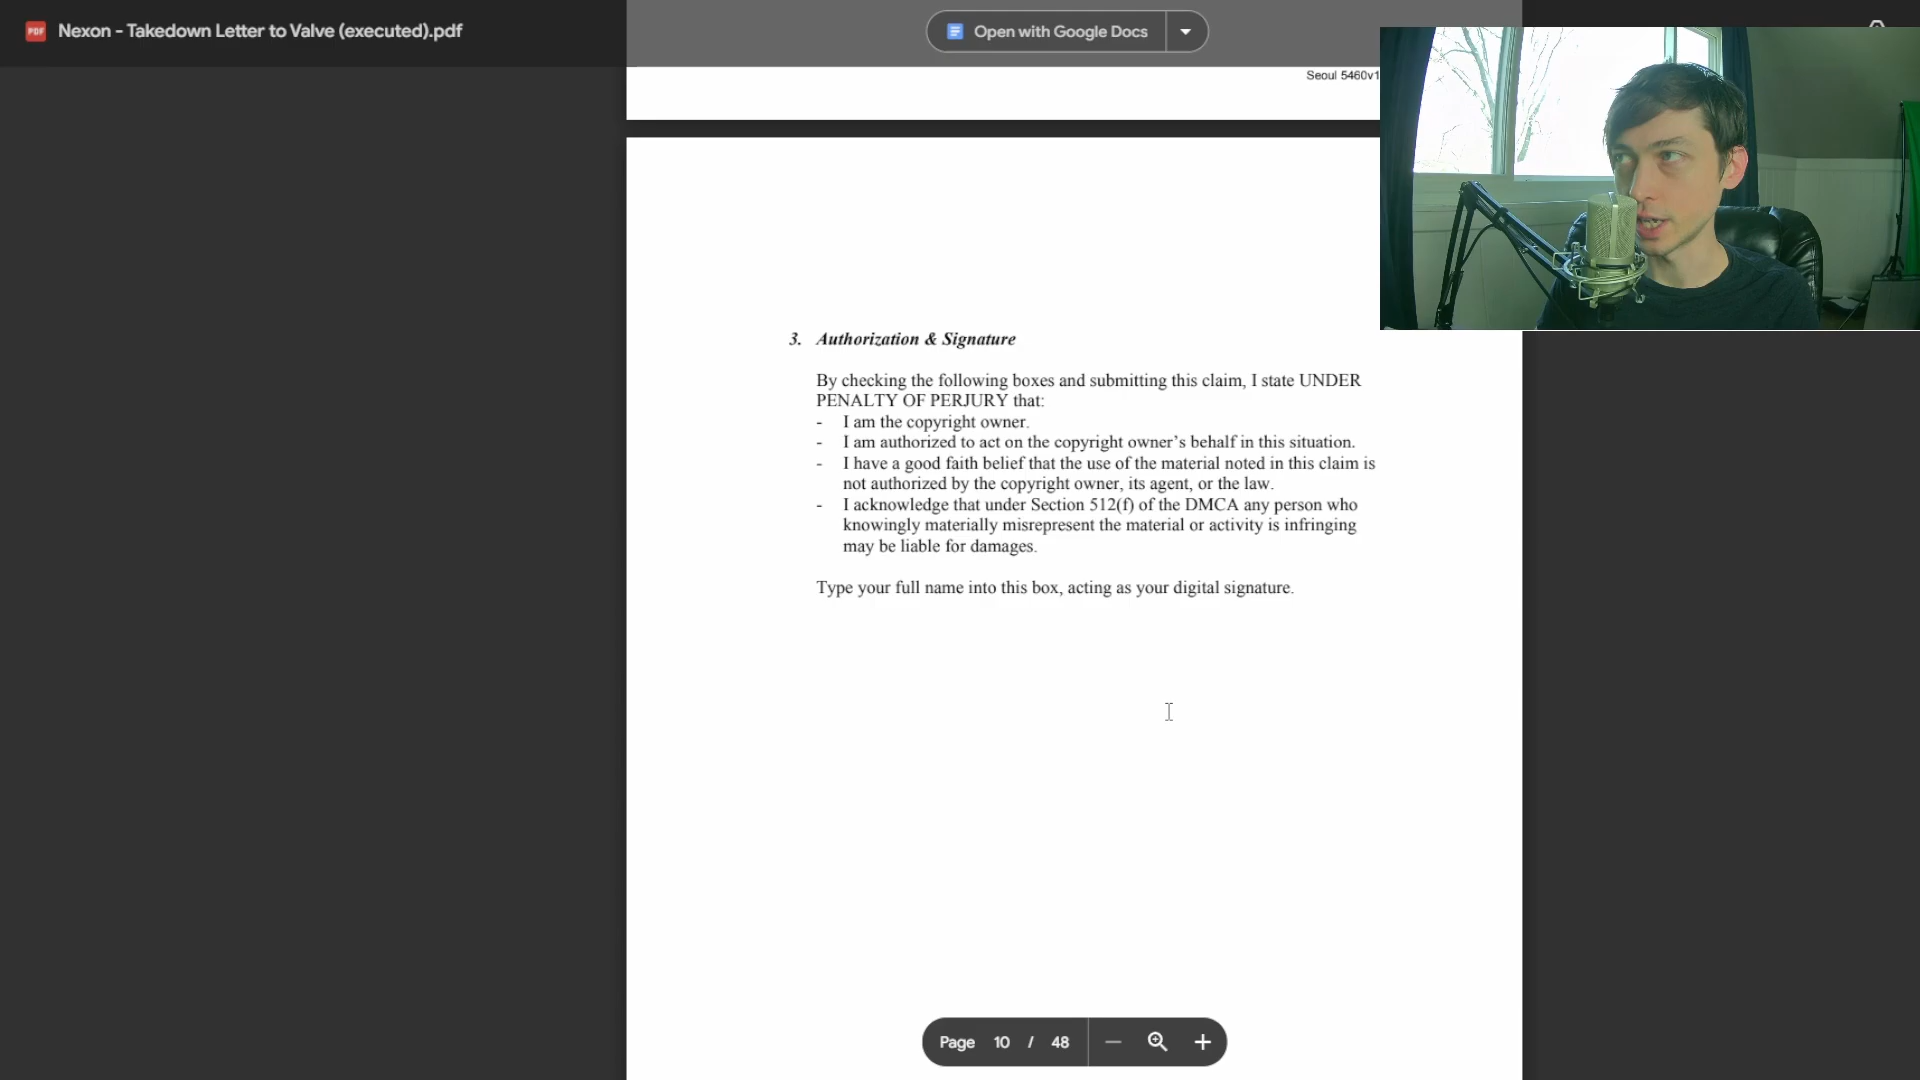 PDF
Nexon - Takedown Letter to Valve (executed).pdf
Open with Google Docs
Seoul 5460v1
3. Authorization & Signature
By checking the following boxes and submitting this claim, I state UNDER
PENALTY OF PERJURY that:
- I am the copyright owner.
- I am authorized to act on the copyright owner's behalf in this situation.
- I have a good faith belief that the use of the material noted in this claim is
not authorized by the copyright owner, its agent, or the law.
- I acknowledge that under Section 512(f) of the DMCA any person who
knowingly materially misrepresent the material or activity is infringing
may be liable for damages.
Type your full name into this box, acting as your digital signature.
Page 10 / 48